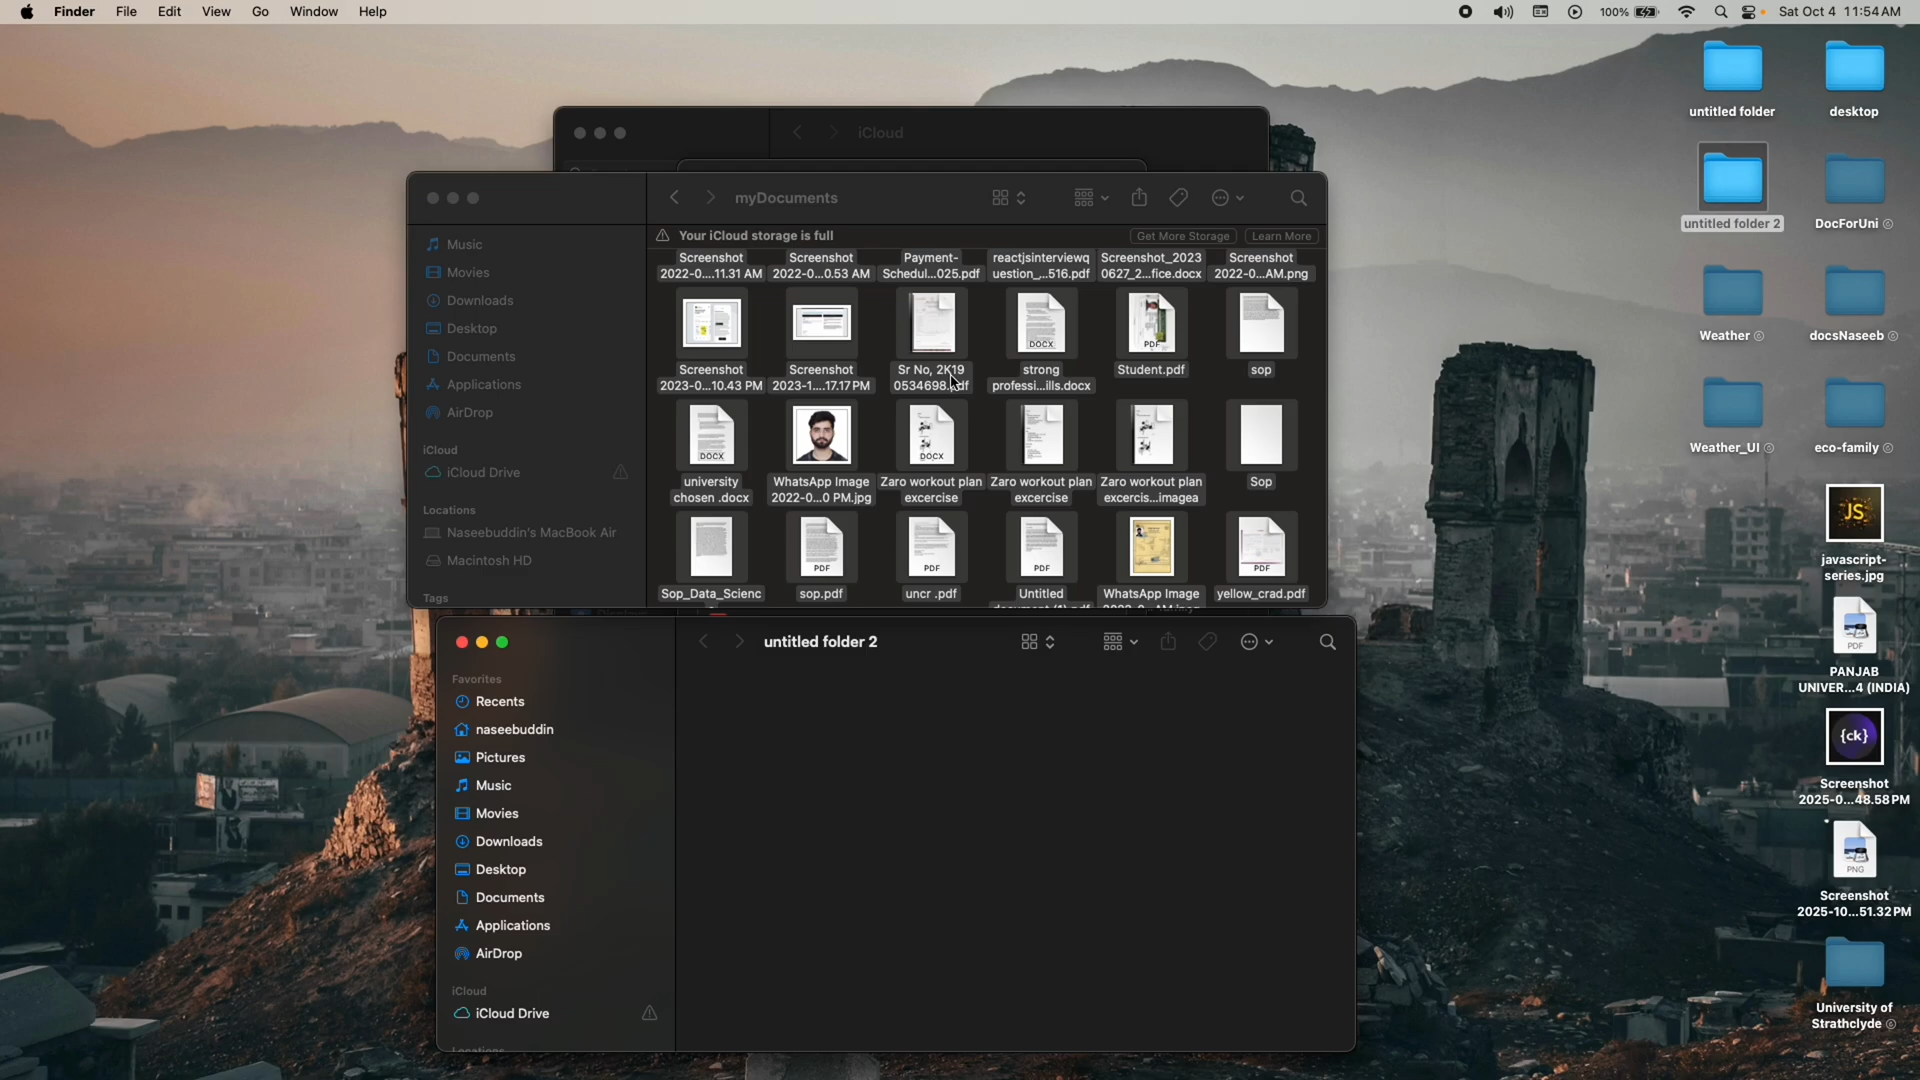 Finder File Edit View Go Window Help
100% Sat Oct 4 11:54 AM
iCloud
myDocuments
Your iCloud storage is full Get More Storage Learn More
Music
Movies
Downloads
Desktop
Documents
Applications
AirDrop
iCloud
iCloud Drive
Locations
Naseebuddin's MacBook Air
Macintosh HD
Tags
Screenshot Screenshot Payment- reactjsinterviewq Screenshot_2023 Screenshot
2022-0....11.31 AM 2022-0...0.53 AM Schedul...025.pdf uestion_...516.pdf 0627_2...fice.docx 2022-0...AM.png
DOCX PDF
Screenshot Screenshot Sr No, 2K19 strong Student.pdf sop
2023-0...10.43 PM 2023-1....17.17 PM 0534698.pdf professi...ills.docx
DOCX DOCX
university WhatsApp Image Zaro workout plan Zaro workout plan Zaro workout plan Sop
chosen .docx 2022-0...0 PM.jpg excercise excercise excercis...imagea
PDF PDF PDF PDF
Sop_Data_Scienc sop.pdf uncr .pdf Untitled WhatsApp Image yellow_crad.pdf
untitled folder 2
Favorites
Recents
naseebuddin
Pictures
Music
Movies
Downloads
Desktop
Documents
Applications
AirDrop
iCloud
iCloud Drive
Locations
untitled folder desktop
untitled folder 2 DocForUni
Weather docsNaseeb
Weather_UI eco-family
JS
javascript-
series.jpg
PDF
PANJAB
UNIVER...4 (INDIA)
{ck}
Screenshot
2025-0...48.58 PM
PNG
Screenshot
2025-10...51.32 PM
University of
Strathclyde